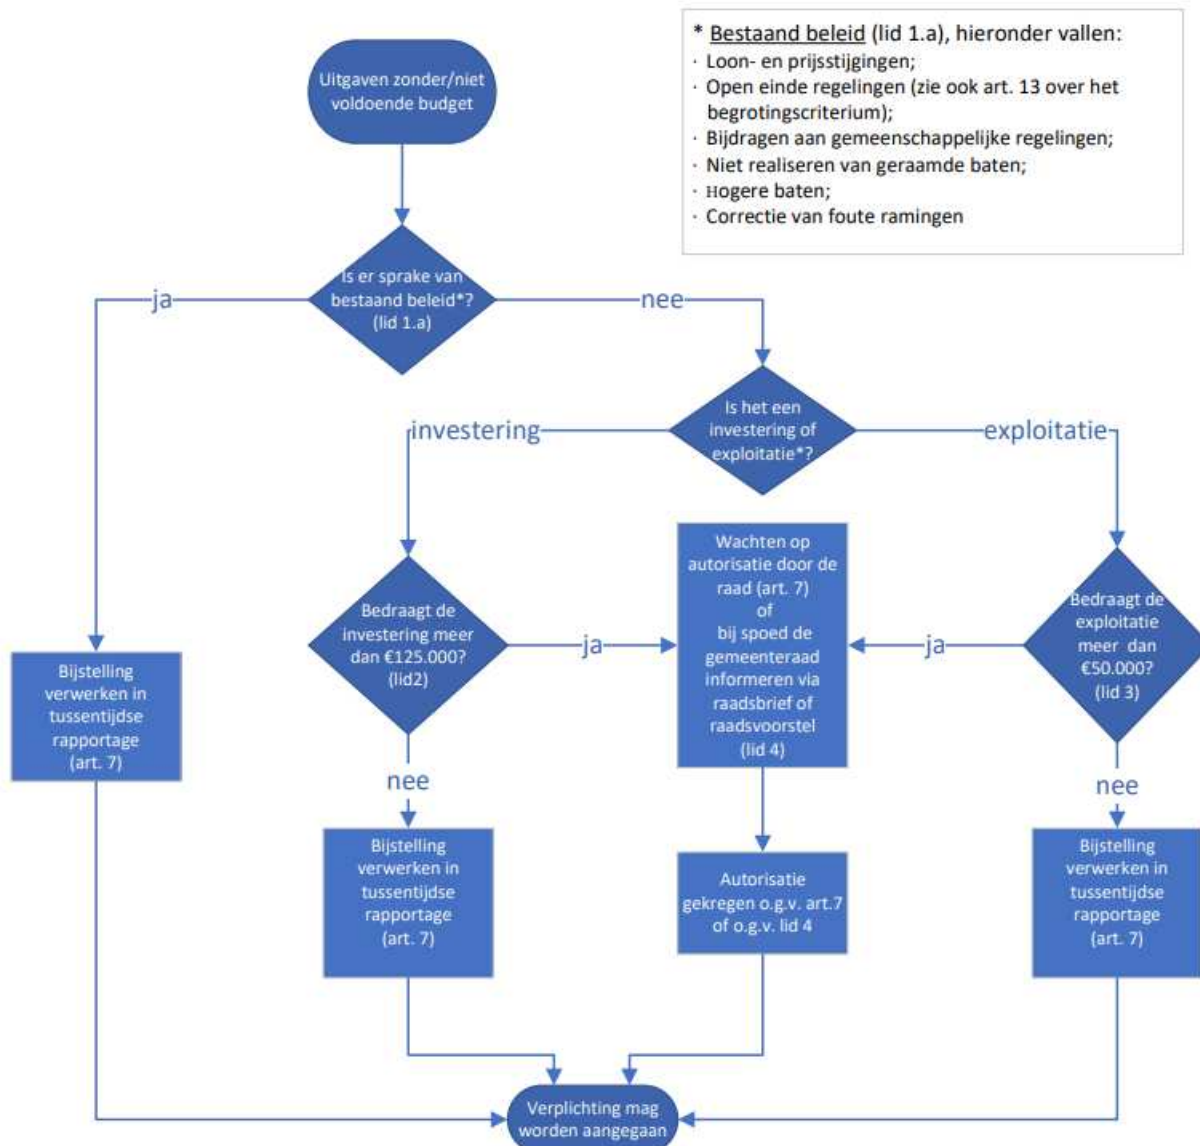 * Bestaand beleid (lid 1.a), hieronder vallen:
· Loon- en prijsstijgingen;
· Open einde regelingen (zie ook art. 13 over het
begrotingscriterium);
· Bijdragen aan gemeenschappelijke regelingen;
· Niet realiseren van geraamde baten;
· Hogere baten;
· Correctie van foute ramingen
Uitgaven zonder/niet
voldoende budget
Is er sprake van
bestaand beleid*?
(lid 1.a)
ja
nee
Is het een
investering of
exploitatie*?
investering
exploitatie
Wachten op
autorisatie door de
raad (art. 7)
of
bij spoed de
gemeenteraad
informeren via
raadsbrief of
raadsvoorstel
(lid 4)
Bedraagt de
investering meer
dan €125.000?
(lid2)
ja
Bedraagt de
exploitatie
meer dan
€50.000?
(lid 3)
ja
Bijstelling
verwerken in
tussentijdse
rapportage
(art. 7)
nee
nee
Bijstelling
verwerken in
tussentijdse
rapportage
(art. 7)
Autorisatie
gekregen o.g.v. art.7
of o.g.v. lid 4
Bijstelling
verwerken in
tussentijdse
rapportage
(art. 7)
Verplichting mag
worden aangegaan